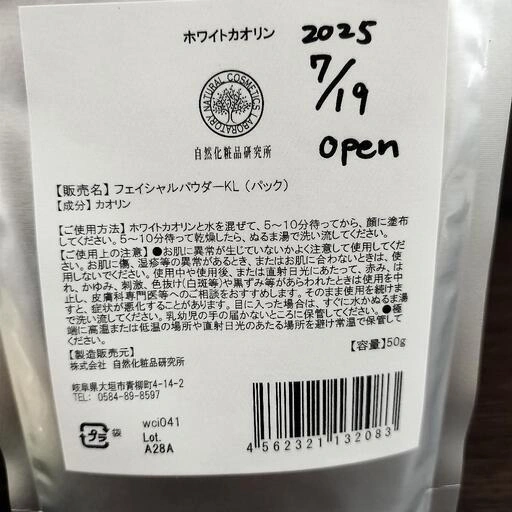 ホワイトカオリン
2025
7/19
open
NATURAL COSMETICS LABORATORY
自然化粧品研究所
【販売名】フェイシャルパウダーKL（パック）
【成分】カオリン
【ご使用方法】ホワイトカオリンと水を混ぜて、5～10分待ってから、顔に塗布
してください。5～10分待って乾燥したら、ぬるま湯で洗い流してください。
【ご使用上の注意】●お肌に異常が生じていないかよく注意して使用してくだ
さい。お肌に傷、湿疹等の異常があるとき、またはお肌に合わないときは、使
用しないでください。使用中や使用後、または直射日光にあたって、赤み、は
れ、かゆみ、刺激、色抜け(白斑等)や黒ずみ等があらわれたときは使用を中
止し、皮膚科専門医等へのご相談をおすすめします。そのまま使用を続けま
すと、症状が悪化することがあります。目に入った場合は、すぐに水かぬるま湯
で洗い流してください。乳幼児の手の届かないところに保管してください。●極
端に高温または低温の場所や直射日光のあたる場所を避け常温で保管して
ください。
【製造販売元】
株式会社 自然化粧品研究所
【容量】50g
岐阜県大垣市青柳町4-14-2
TEL： 0584-89-8597
プラ
袋
wci041
Lot.
A28A
4 562321 132083